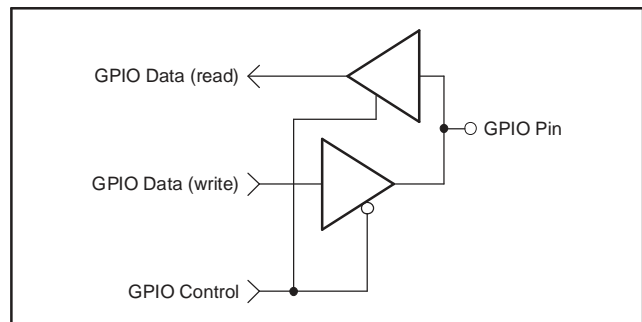 GPIO Data (read)
GPIO Pin
GPIO Data (write)
GPIO Control